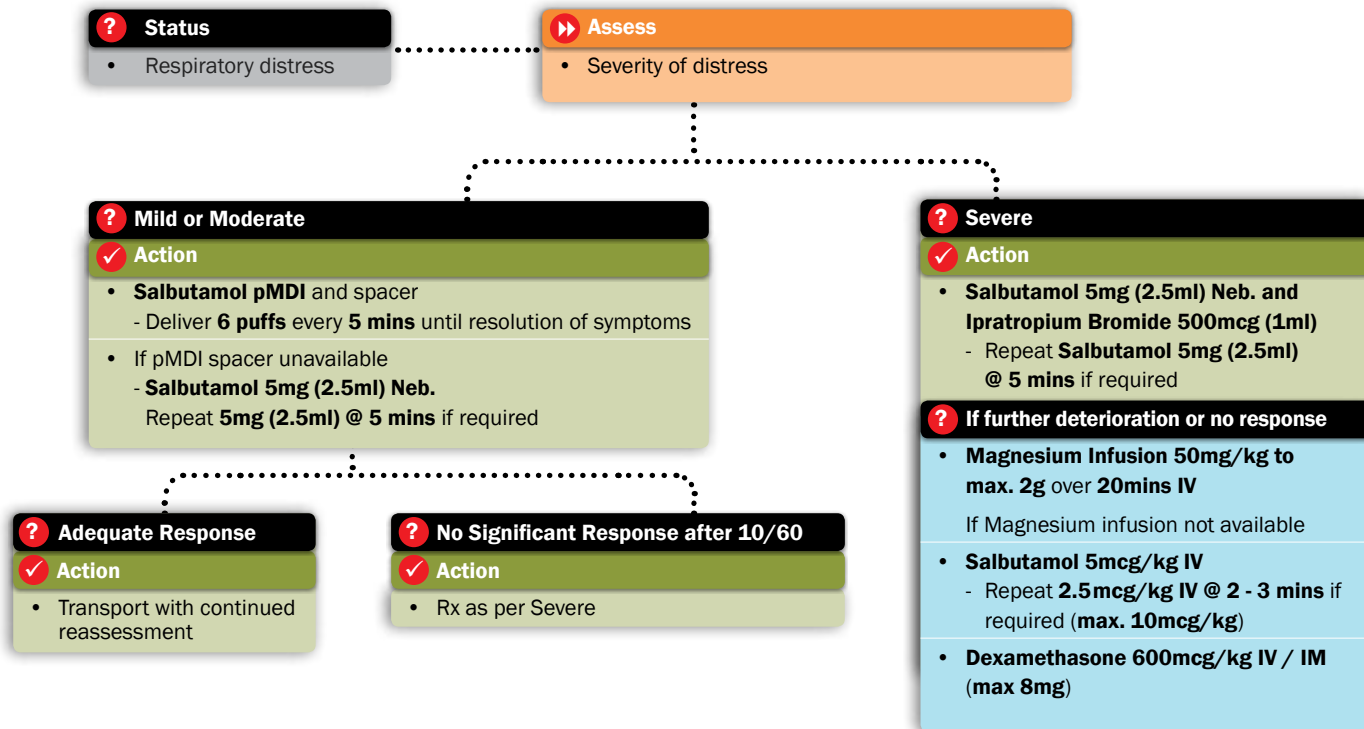 Status
• Respiratory distress
Assess
• Severity of distress
Mild or Moderate
Action
• Salbutamol pMDI and spacer
- Deliver 6 puffs every 5 mins until resolution of symptoms
• If pMDI spacer unavailable
- Salbutamol 5mg (2.5ml) Neb.
Repeat 5mg (2.5ml) @ 5 mins if required
Adequate Response
Action
• Transport with continued
reassessment
No Significant Response after 10/60
Action
• Rx as per Severe
Severe
Action
• Salbutamol 5mg (2.5ml) Neb. and
Ipratropium Bromide 500mcg (1ml)
- Repeat Salbutamol 5mg (2.5ml)
@ 5 mins if required
If further deterioration or no response
• Magnesium Infusion 50mg/kg to
max. 2g over 20mins IV
If Magnesium infusion not available
• Salbutamol 5mcg/kg IV
- Repeat 2.5mcg/kg IV @ 2 - 3 mins if
required (max. 10mcg/kg)
• Dexamethasone 600mcg/kg IV / IM
(max 8mg)